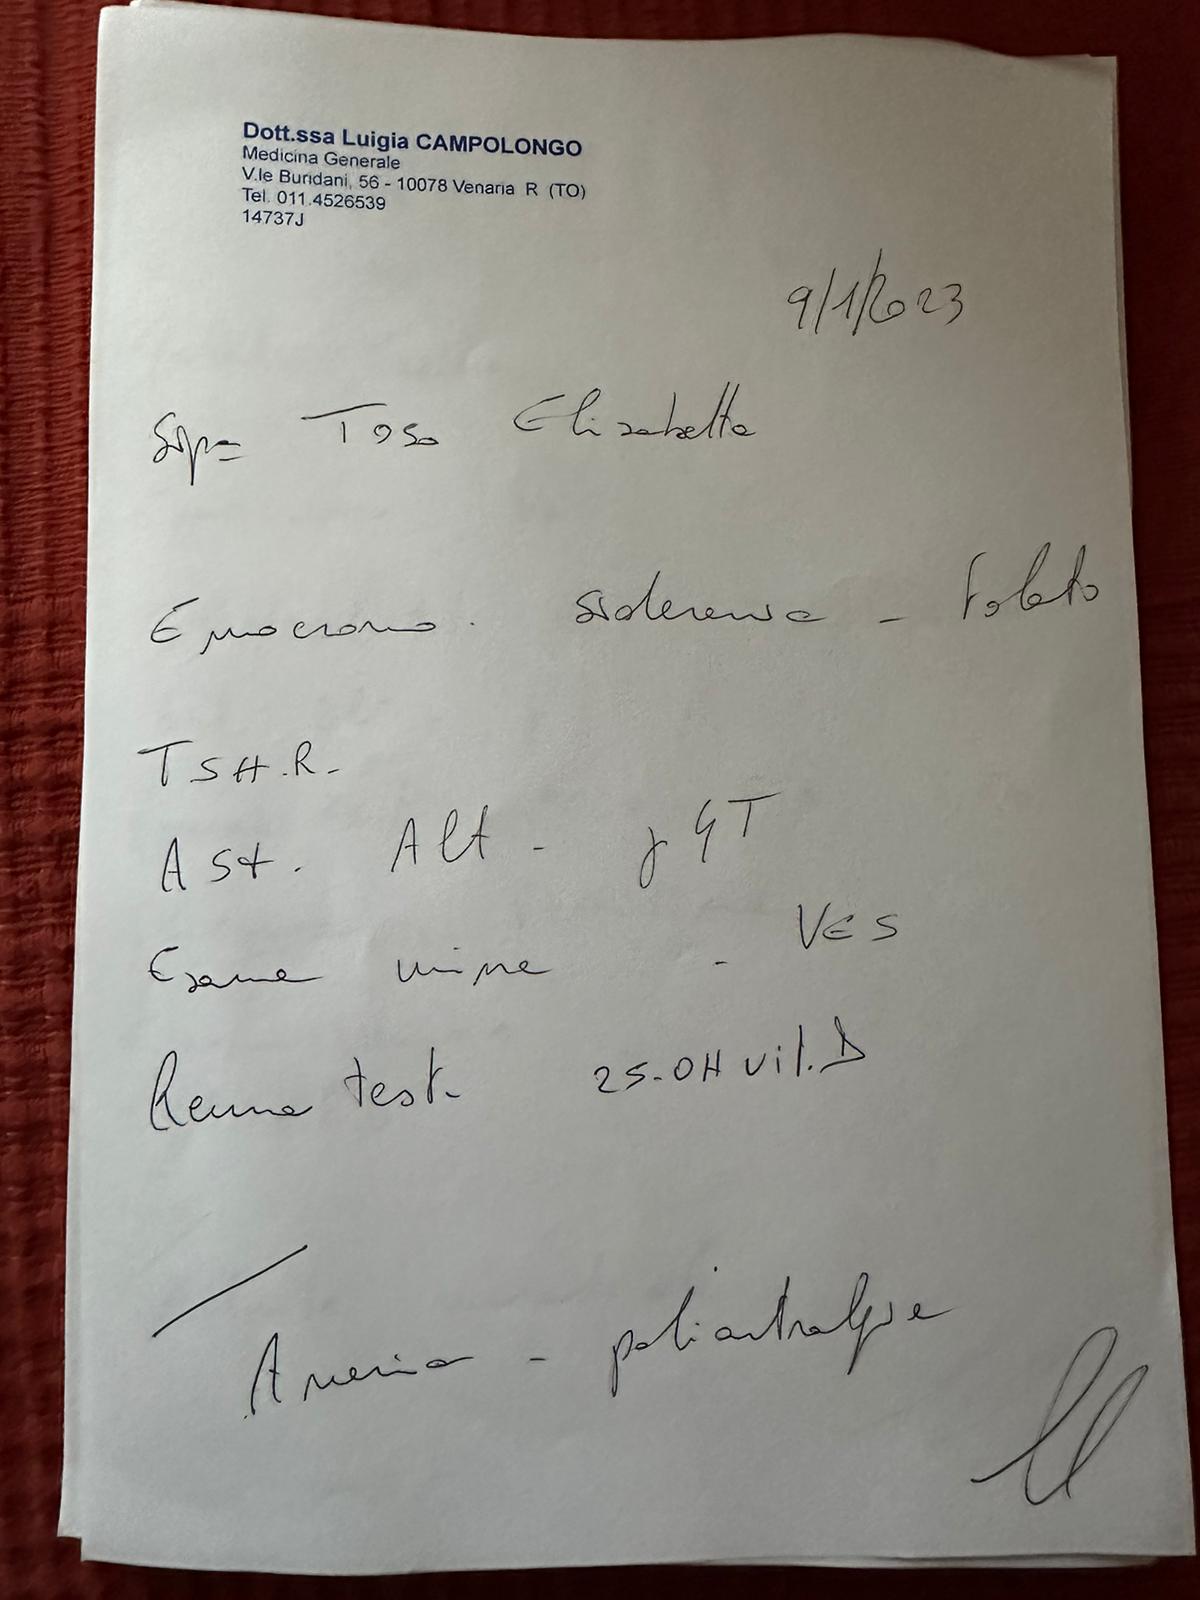 Dott.ssa Luigia CAMPOLONGO
Medicina Generale
V.le Buridani, 56 - 10078 Venaria R (TO)
Tel. 011.4526539
14737J
9/1/2023
Sig.ra Toso Elisabetta
Emocromo. sideremia - Folato
TSH.R.
ASt. Alt - γGT
Esame urine - VES
Reuma test. 25-OH vit.D
Anemia - poliartralgie